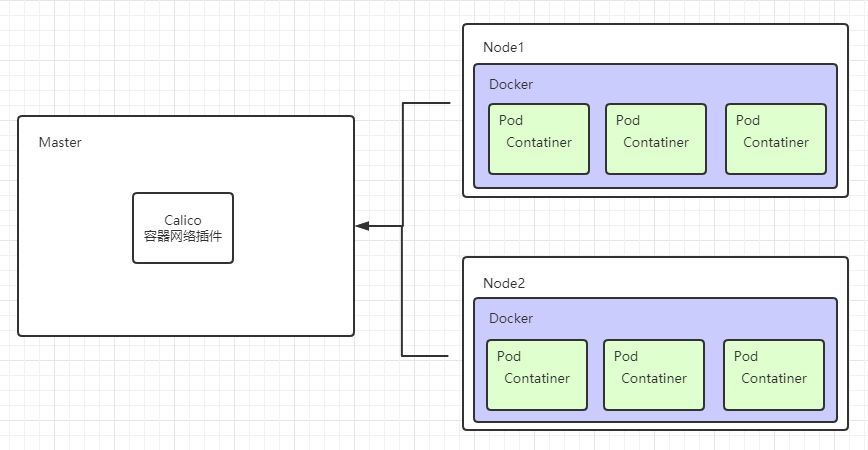 Master
Calico
容器网络插件
Node1
Docker
Pod
Contatiner
Pod
Contatiner
Pod
Contatiner
Node2
Docker
Pod
Contatiner
Pod
Contatiner
Pod
Contatiner